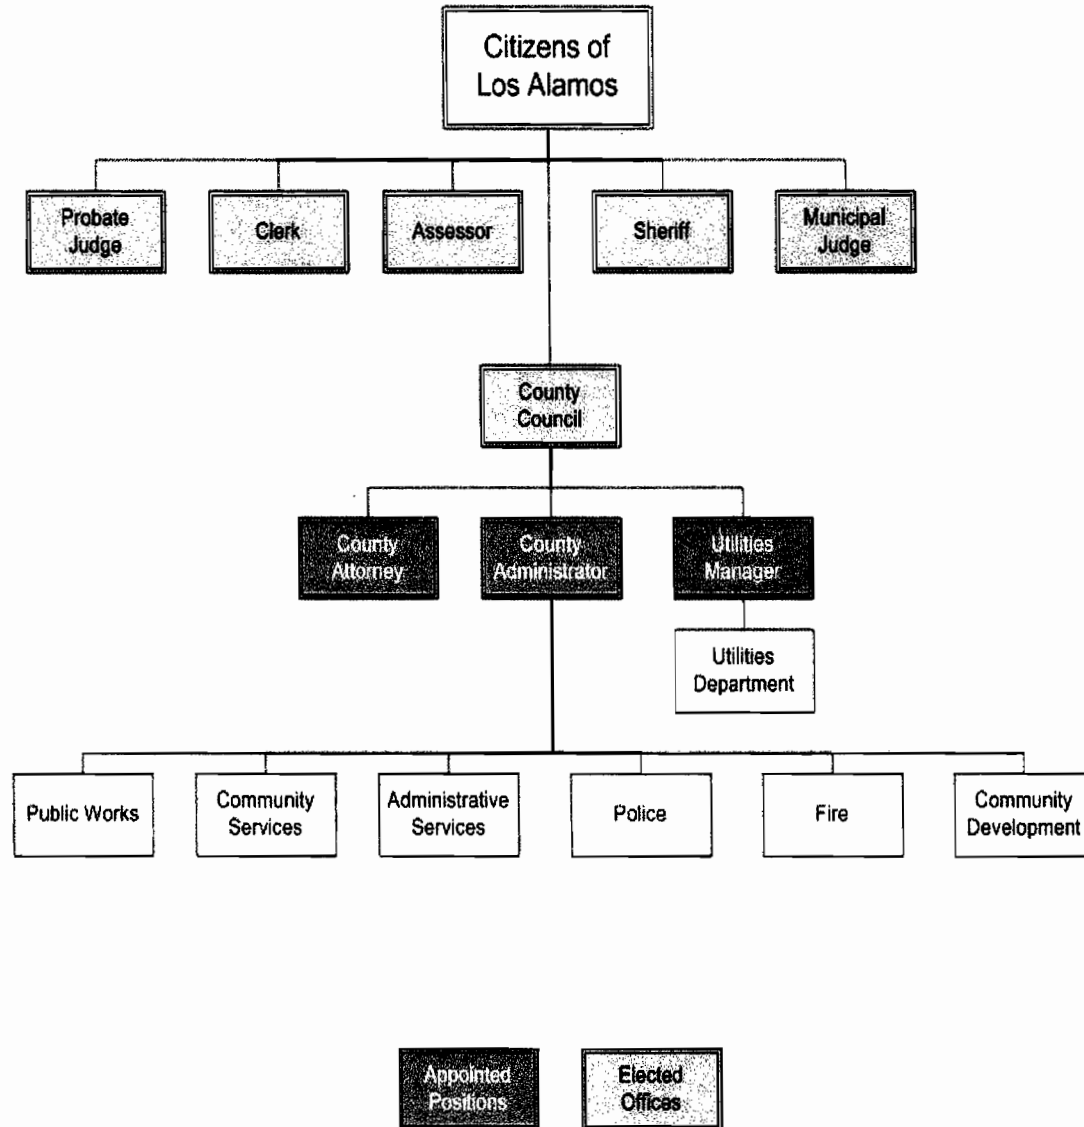 Citizens of
Los Alamos
Probate
Judge
Clerk
Assessor
Sheriff
Municipal
Judge
County
Council
County
Attorney
County
Administrator
Utilities
Manager
Utilities
Department
Public Works
Community
Services
Administrative
Services
Police
Fire
Community
Development
Appointed
Positions
Elected
Offices